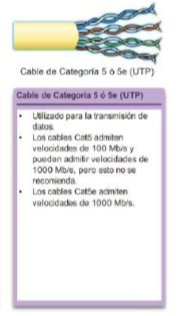 Cable de Categoría 5 ó 5e (UTP)
Cable de Categoría 5 ó 5e (UTP)
• Utilizado para la transmisión de
datos.
• Los cables Cat5 admiten
velocidades de 100 Mb/s y
pueden admitir velocidades de
1000 Mb/s, pero esto no se
recomienda.
• Los cables Cat5e admiten
velocidades de 1000 Mb/s.